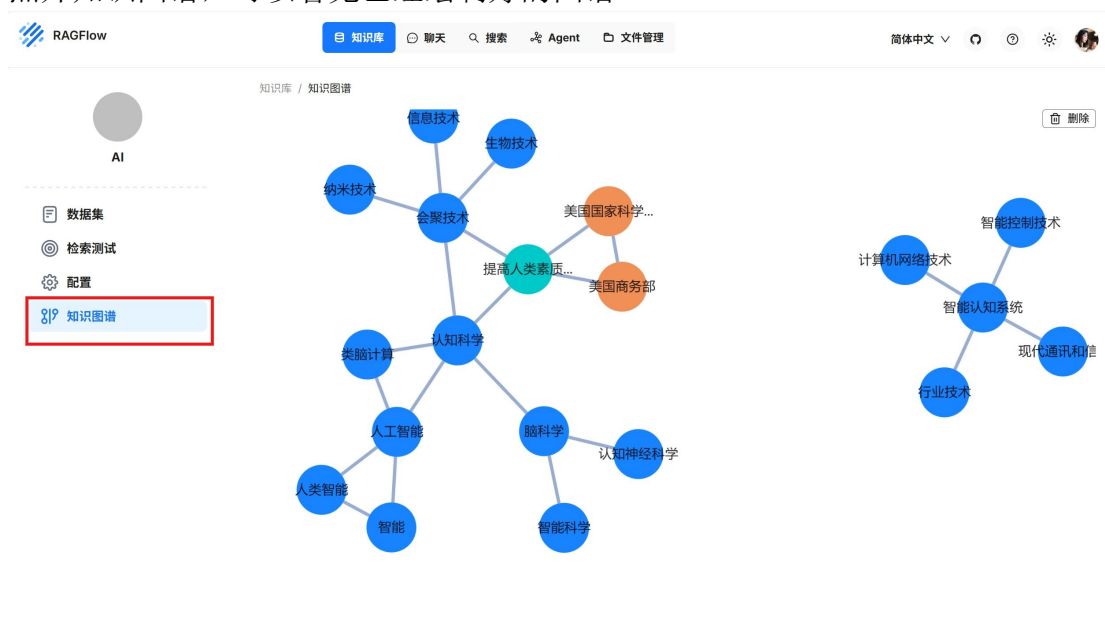 RAGFlow
知识库
聊天
搜索
Agent
文件管理
简体中文
知识库 / 知识图谱
删除
AI
数据集
检索测试
配置
知识图谱
信息技术
生物技术
纳米技术
会聚技术
美国国家科学...
提高人类素质...
美国商务部
认知科学
类脑计算
人工智能
脑科学
认知神经科学
人类智能
智能
智能科学
智能控制技术
计算机网络技术
智能认知系统
现代通讯和信
行业技术